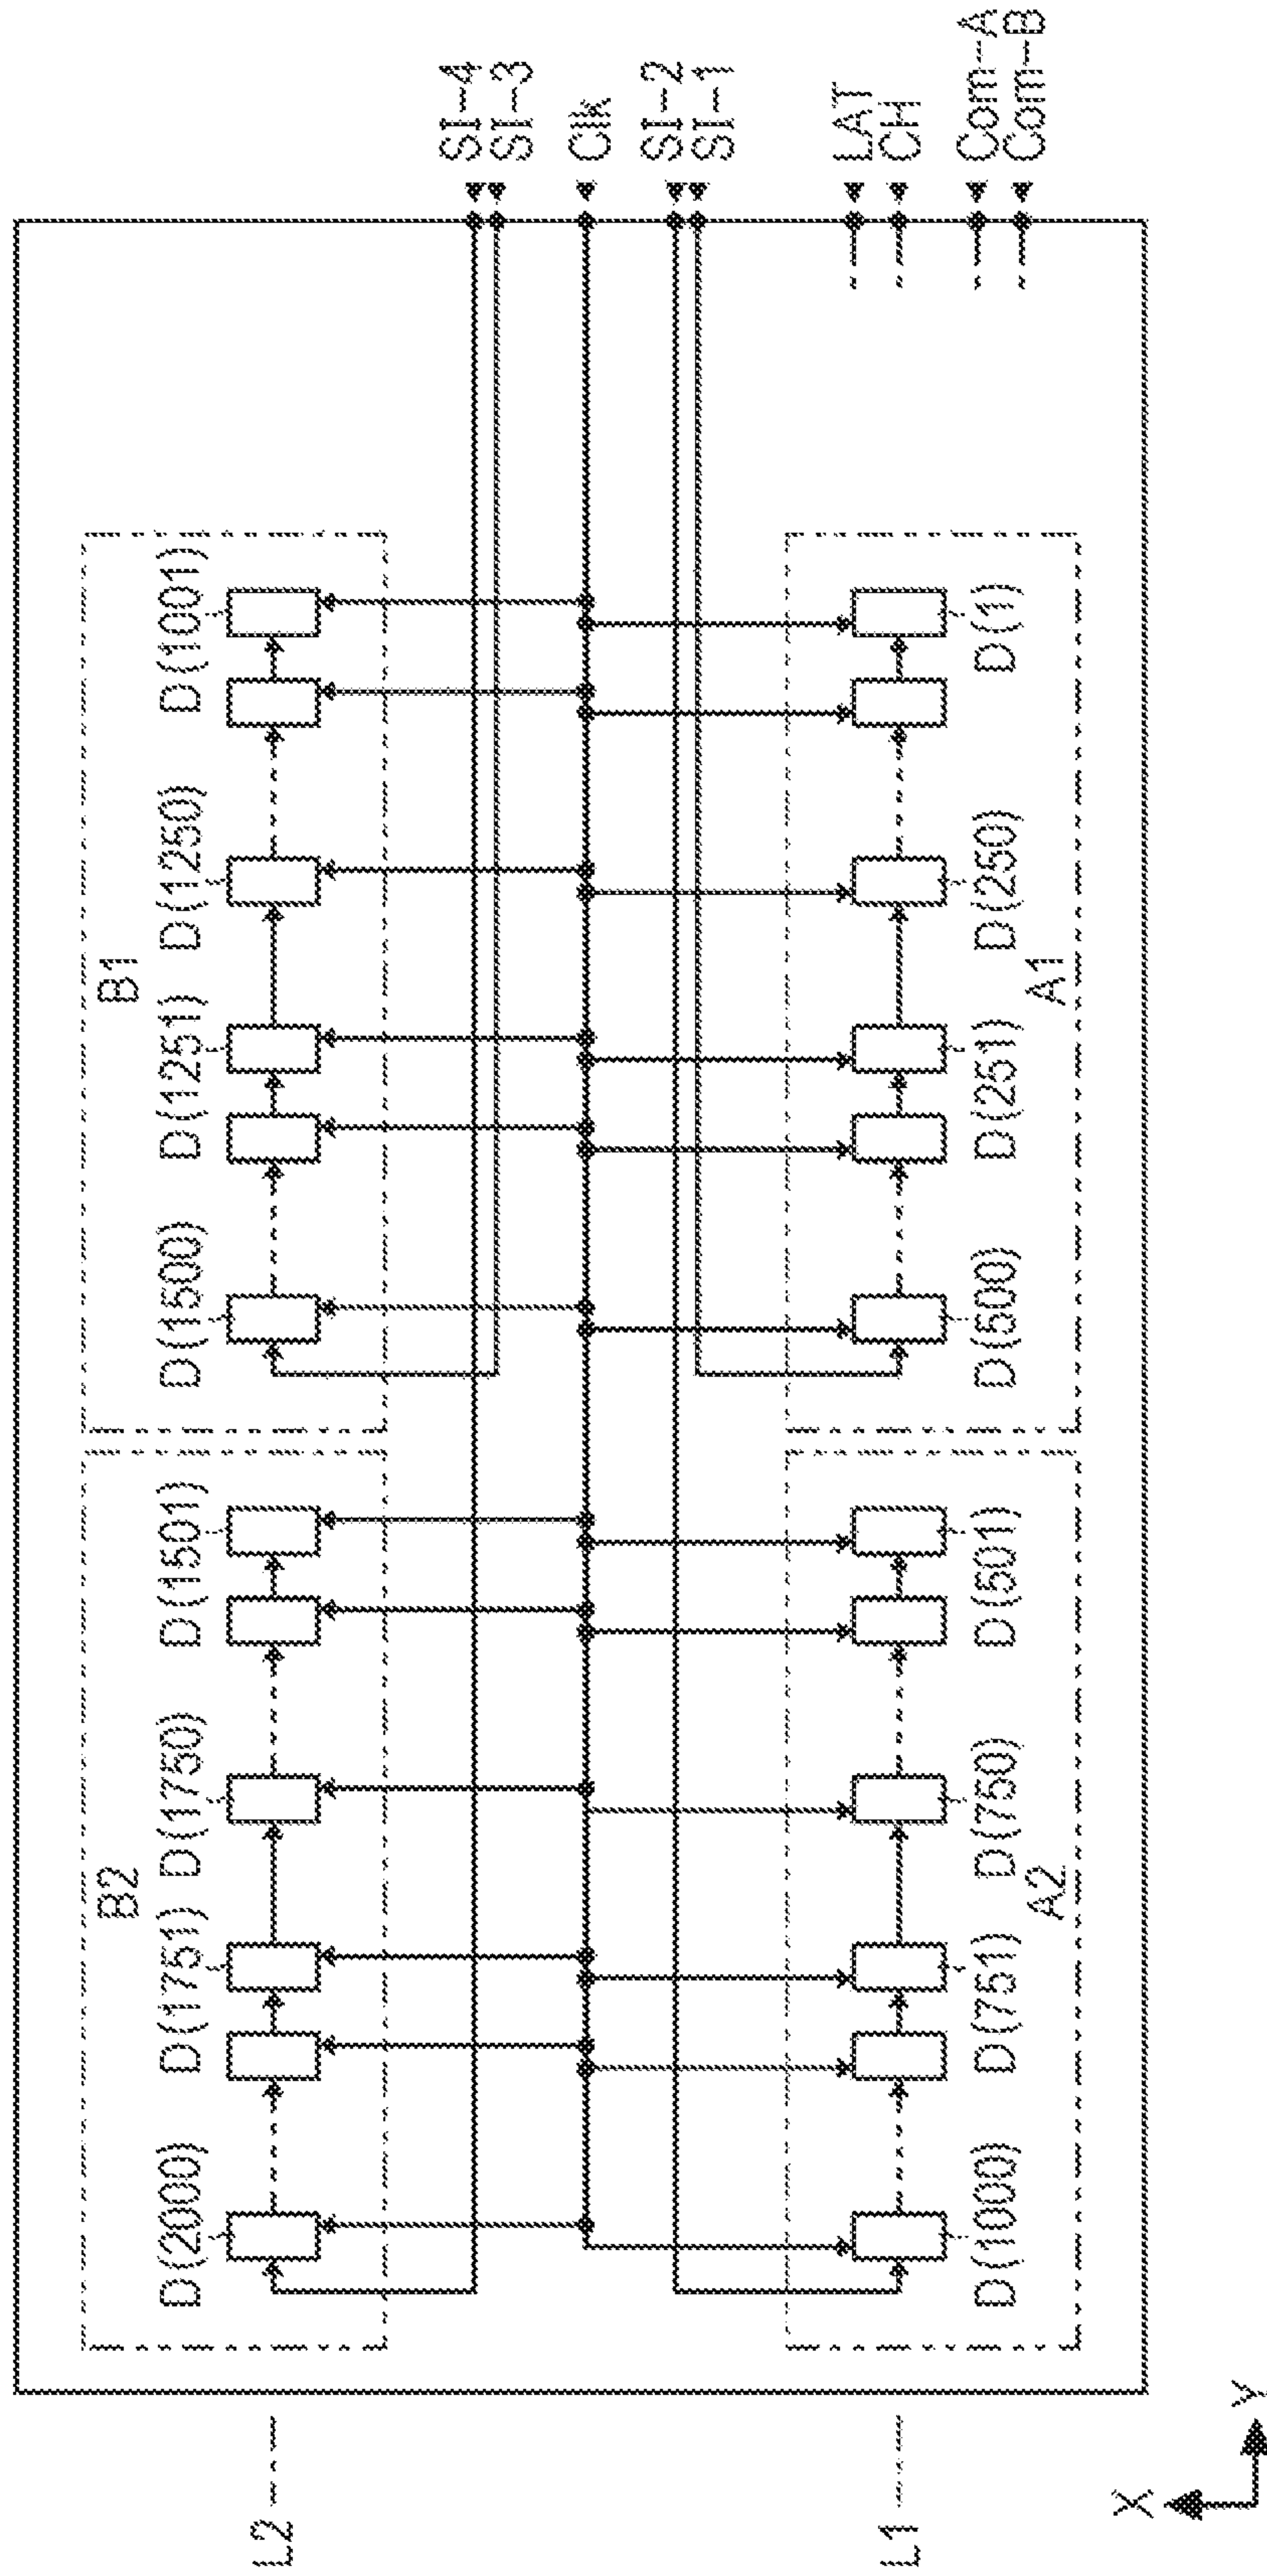 SI-4
SI-3
Clk
SI-2
SI-1
LAT
CH
Com-A
Com-B
L2
B2
B1
D(2000)
D(1751)
D(1750)
D(1501)
D(1500)
D(1251)
D(1250)
D(1001)
L1
D(1000)
D(751)
D(750)
D(501)
D(500)
D(251)
D(250)
D(1)
A2
A1
X
Y